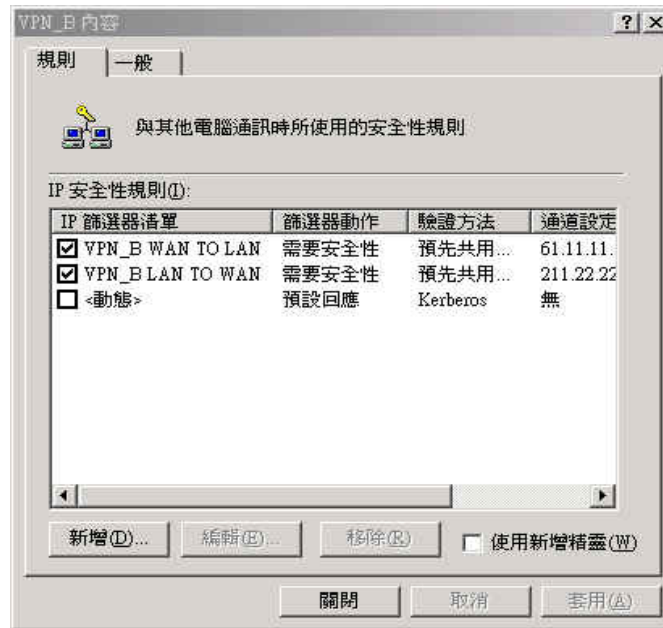 VPN_B 內容
規則 一般
與其他電腦通訊時所使用的安全性規則
IP 安全性規則(I):
IP 篩選器清單 篩選器動作 驗證方法 通道設定
VPN_B WAN TO LAN 需要安全性 預先共用... 61.11.11.
VPN_B LAN TO WAN 需要安全性 預先共用... 211.22.22
<動態> 預設回應 Kerberos 無
新增(D)... 編輯(E)... 移除(R) 使用新增精靈(W)
關閉 取消 套用(A)